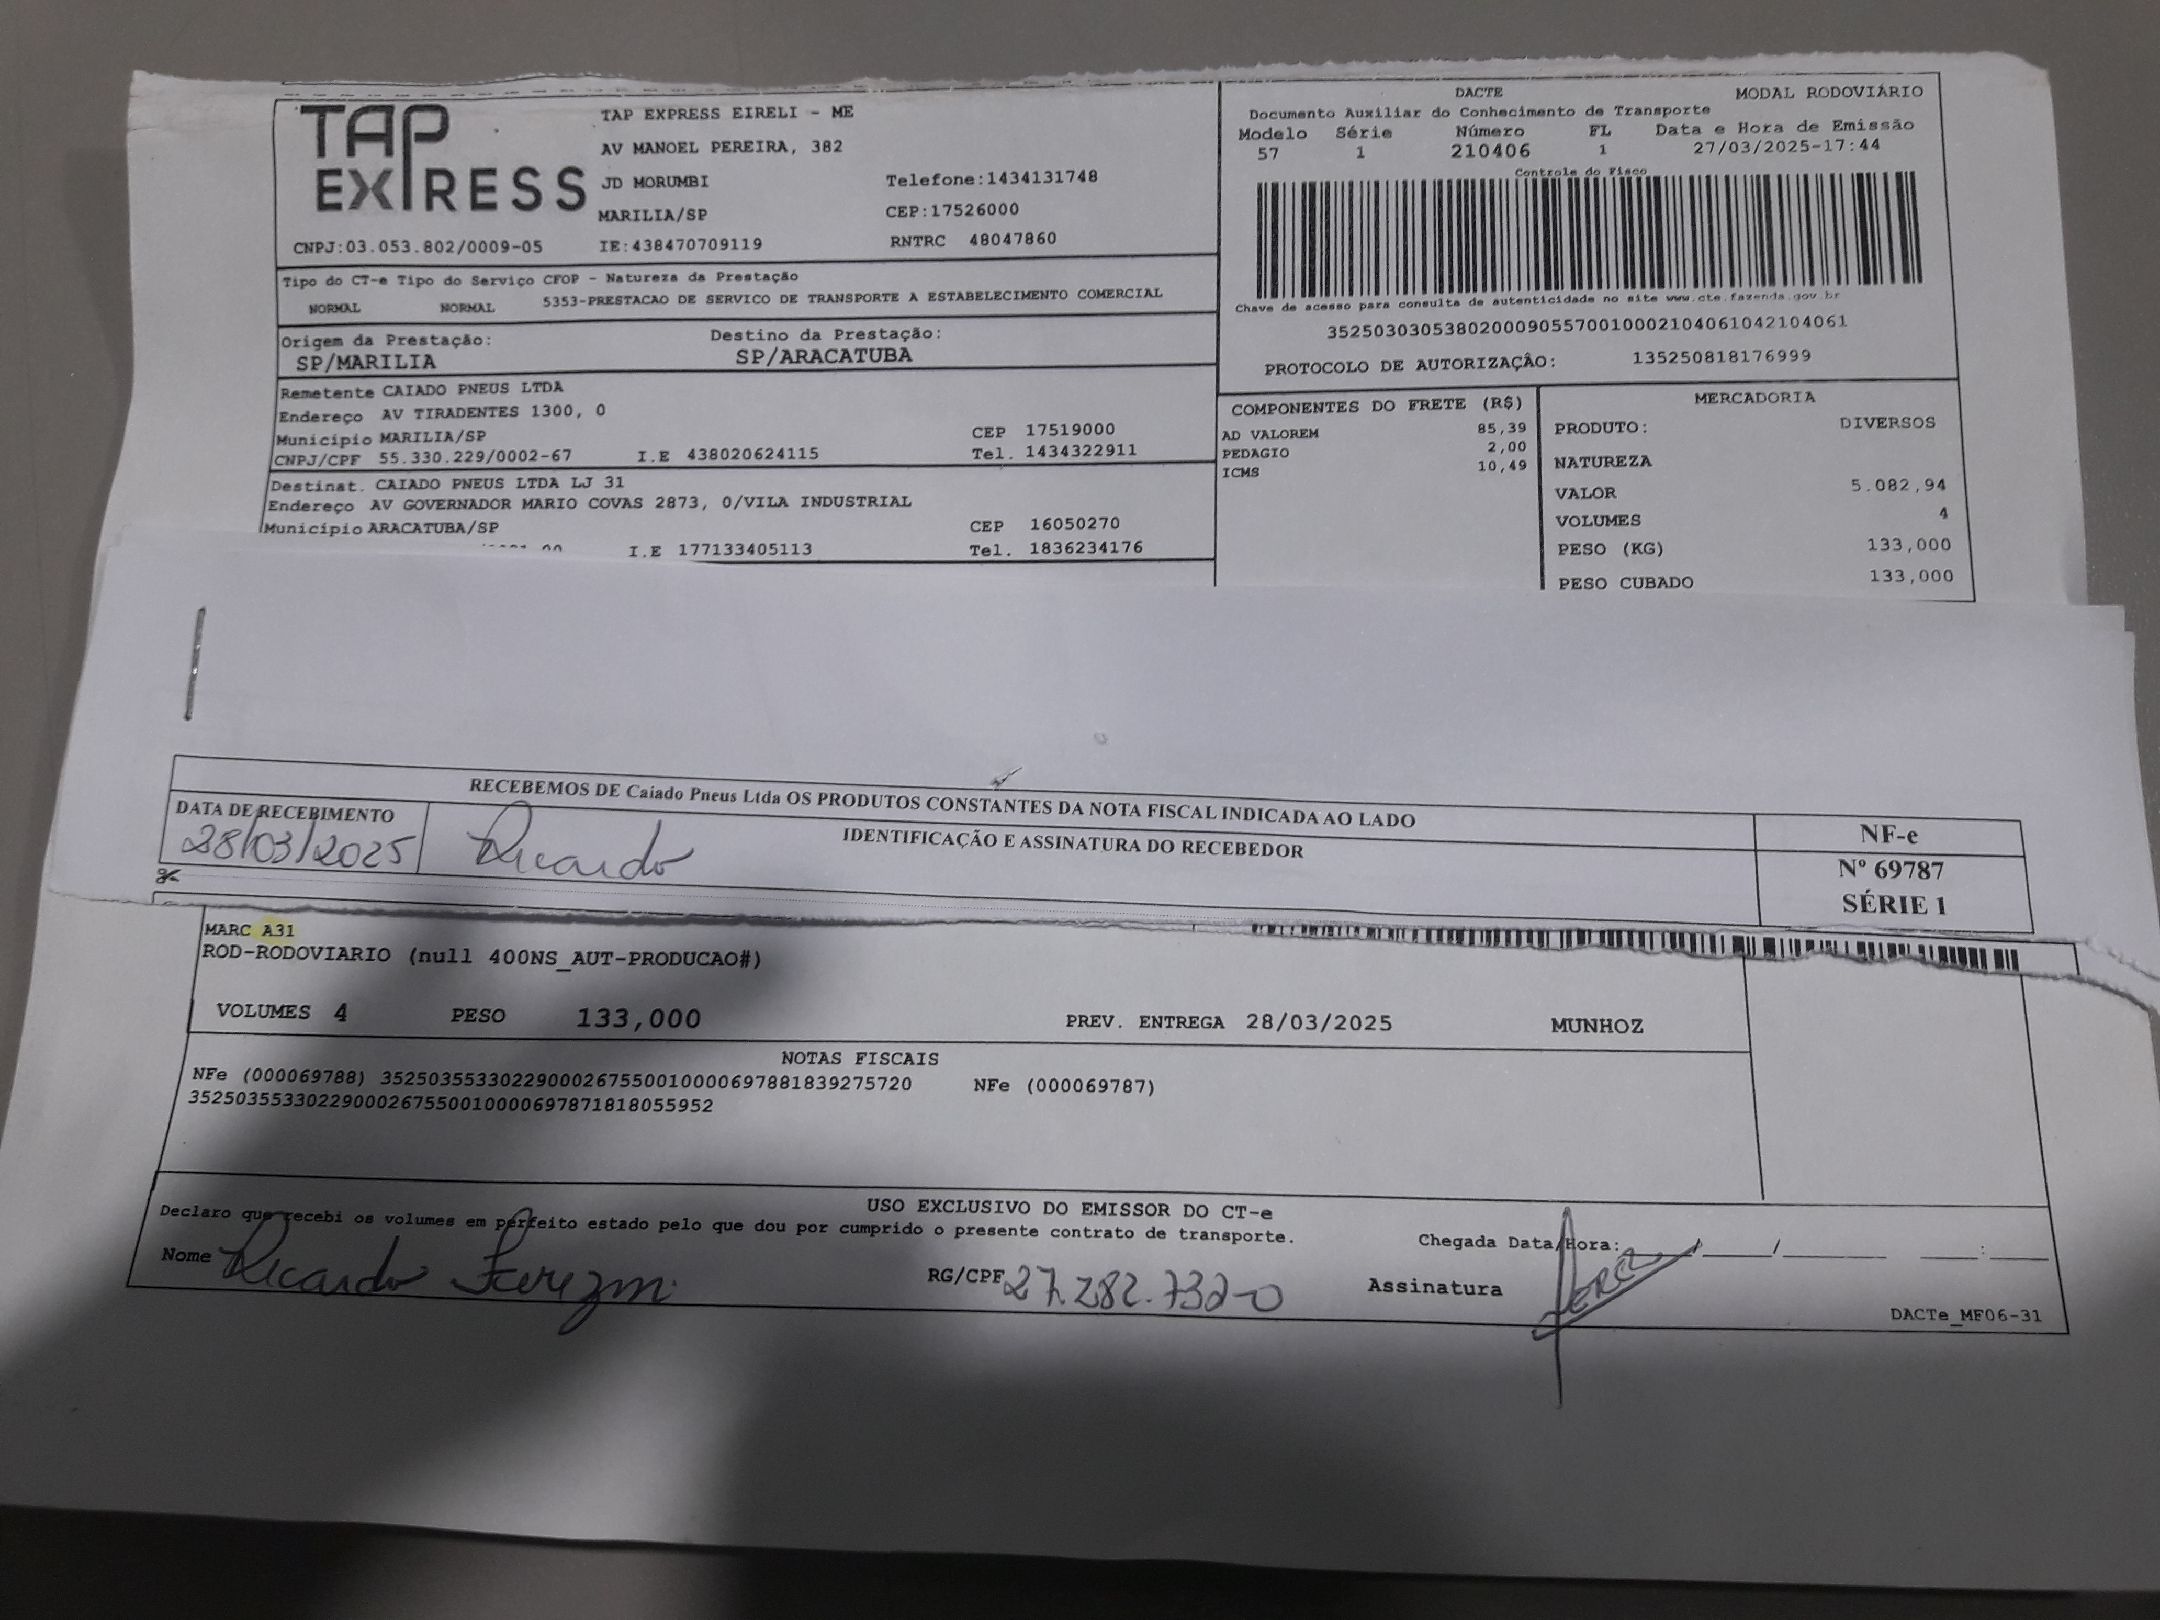 TAP EXPRESS
TAP EXPRESS EIRELI - ME
AV MANOEL PEREIRA, 382
JD MORUMBI Telefone:1434131748
MARILIA/SP CEP:17526000
CNPJ:03.053.802/0009-05 IE:438470709119 RNTRC 48047860
DACTE MODAL RODOVIÁRIO
Documento Auxiliar do Conhecimento de Transporte
Modelo Série Número FL Data e Hora de Emissão
57 1 210406 1 27/03/2025-17:44
Controle do Fisco
Chave de acesso para consulta de autenticidade no site www.cte.fazenda.gov.br
35250303053802000905570010002104061042104061
PROTOCOLO DE AUTORIZAÇÃO: 135250818176999
Tipo do CT-e Tipo do Serviço CFOP - Natureza da Prestação
NORMAL NORMAL 5353-PRESTACAO DE SERVICO DE TRANSPORTE A ESTABELECIMENTO COMERCIAL
Origem da Prestação: Destino da Prestação:
SP/MARILIA SP/ARACATUBA
Remetente CAIADO PNEUS LTDA
Endereço AV TIRADENTES 1300, 0
Município MARILIA/SP CEP 17519000
CNPJ/CPF 55.330.229/0002-67 I.E 438020624115 Tel. 1434322911
Destinat. CAIADO PNEUS LTDA LJ 31
Endereço AV GOVERNADOR MARIO COVAS 2873, 0/VILA INDUSTRIAL
Município ARACATUBA/SP CEP 16050270
I.E 177133405113 Tel. 1836234176
COMPONENTES DO FRETE (R$)
AD VALOREM 85,39
PEDAGIO 2,00
ICMS 10,49
MERCADORIA
PRODUTO: DIVERSOS
NATUREZA
VALOR 5.082,94
VOLUMES 4
PESO (KG) 133,000
PESO CUBADO 133,000
RECEBEMOS DE Caiado Pneus Ltda OS PRODUTOS CONSTANTES DA NOTA FISCAL INDICADA AO LADO
DATA DE RECEBIMENTO IDENTIFICAÇÃO E ASSINATURA DO RECEBEDOR
28/03/2025 Ricardo
NF-e
Nº 69787
SÉRIE 1
MARC A31
ROD-RODOVIARIO (null 400NS_AUT-PRODUCAO#)
VOLUMES 4 PESO 133,000 PREV. ENTREGA 28/03/2025 MUNHOZ
NOTAS FISCAIS
NFe (000069788) 35250355330229000267550010000697881839275720 NFe (000069787)
35250355330229000267550010000697871818055952
USO EXCLUSIVO DO EMISSOR DO CT-e
Declaro que recebi os volumes em perfeito estado pelo que dou por cumprido o presente contrato de transporte.
Chegada Data/Hora: / / :
Nome Ricardo RG/CPF 27.282.732-0 Assinatura
DACTe_MF06-31